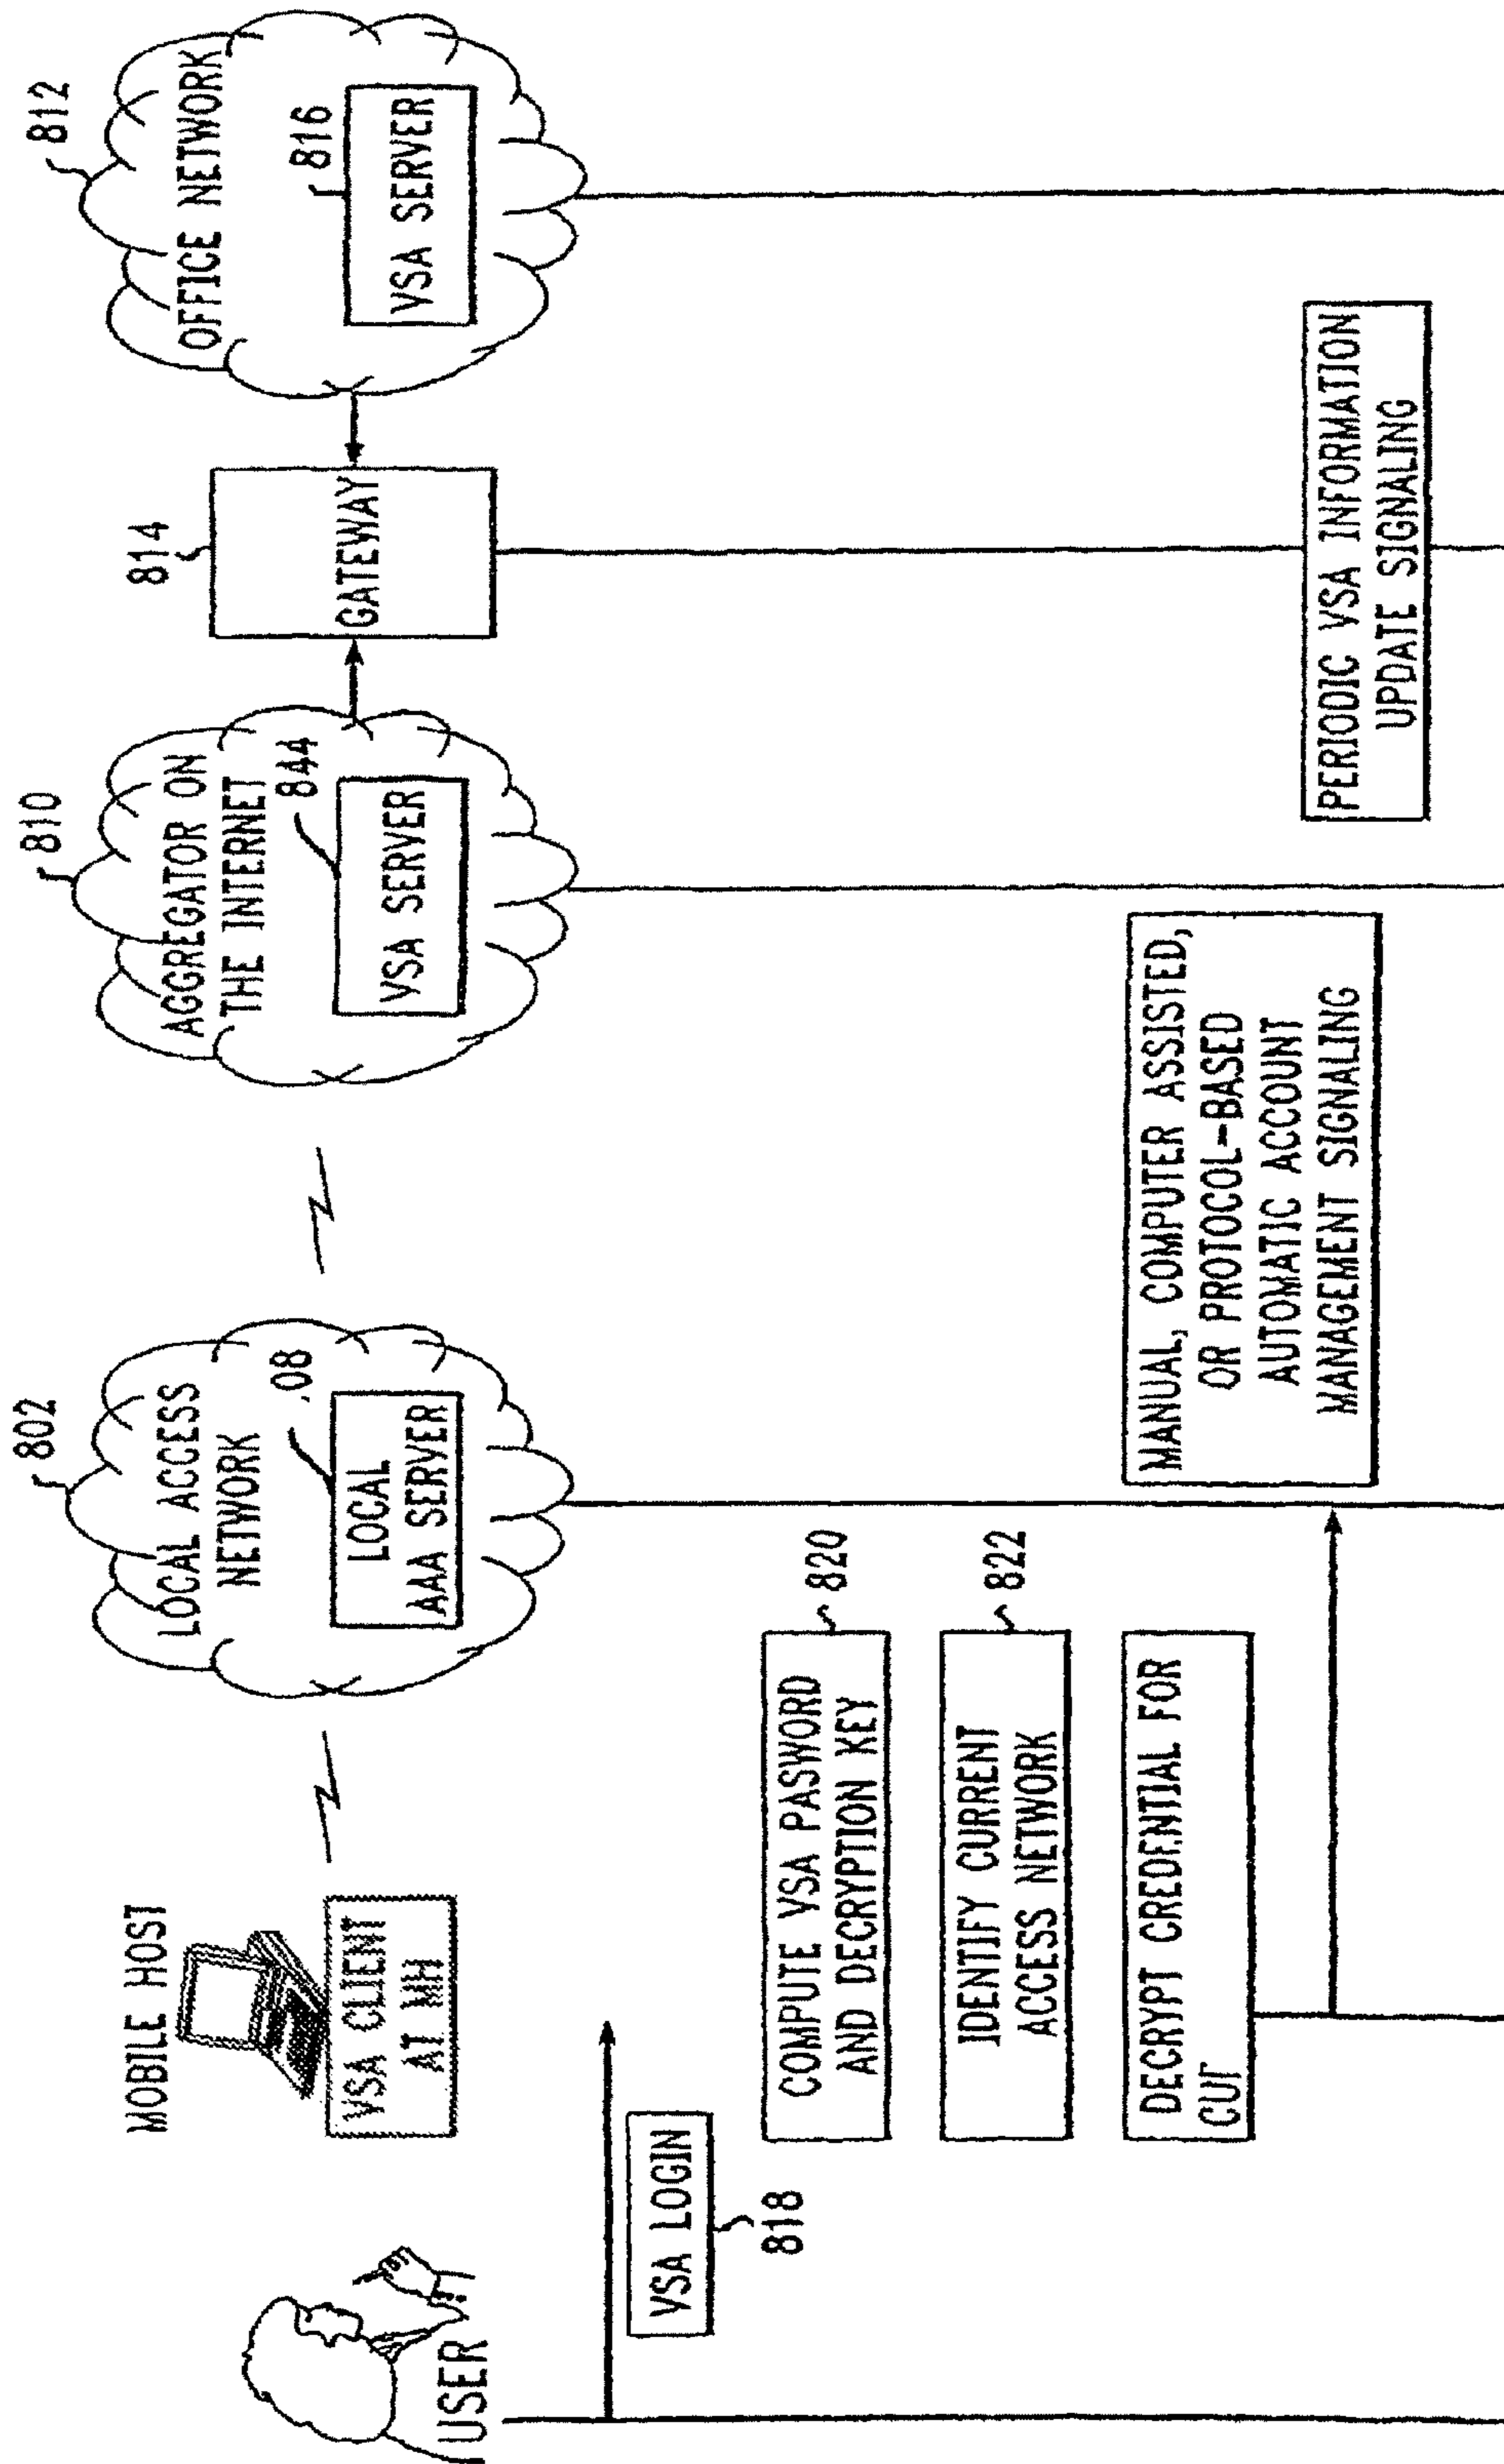 USER
MOBILE HOST
VSA CLIENT
AT MH
802
LOCAL ACCESS
NETWORK
.08
LOCAL
AAA SERVER
810
AGGREGATOR ON
THE INTERNET
844
VSA SERVER
814
GATEWAY
812
OFFICE NETWORK
816
VSA SERVER
VSA LOGIN
818
COMPUTE VSA PASWORD
AND DECRYPTION KEY
820
IDENTIFY CURRENT
ACCESS NETWORK
822
DECRYPT CREDENTIAL FOR
MANUAL, COMPUTER ASSISTED,
OR PROTOCOL-BASED
AUTOMATIC ACCOUNT
MANAGEMENT SIGNALING
PERIODIC VSA INFORMATION
UPDATE SIGNALING